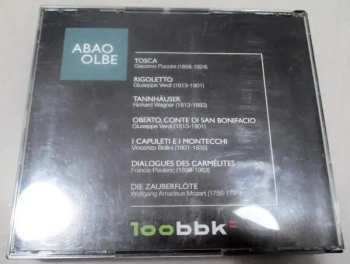 ABAO
OLBE
TOSCA
Giacomo Puccini (1858-1924)
RIGOLETTO
Giuseppe Verdi (1813-1901)
TANNHÄUSER
Richard Wagner (1813-1883)
OBERTO, CONTE DI SAN BONIFACIO
Giuseppe Verdi (1813-1901)
I CAPULETI E I MONTECCHI
Vincenzo Bellini (1801-1835)
DIALOGUES DES CARMÉLITES
Francis Poulenc (1899-1963)
DIE ZAUBERFLÖTE
Wolfgang Amadeus Mozart (1756-1791)
100bbk